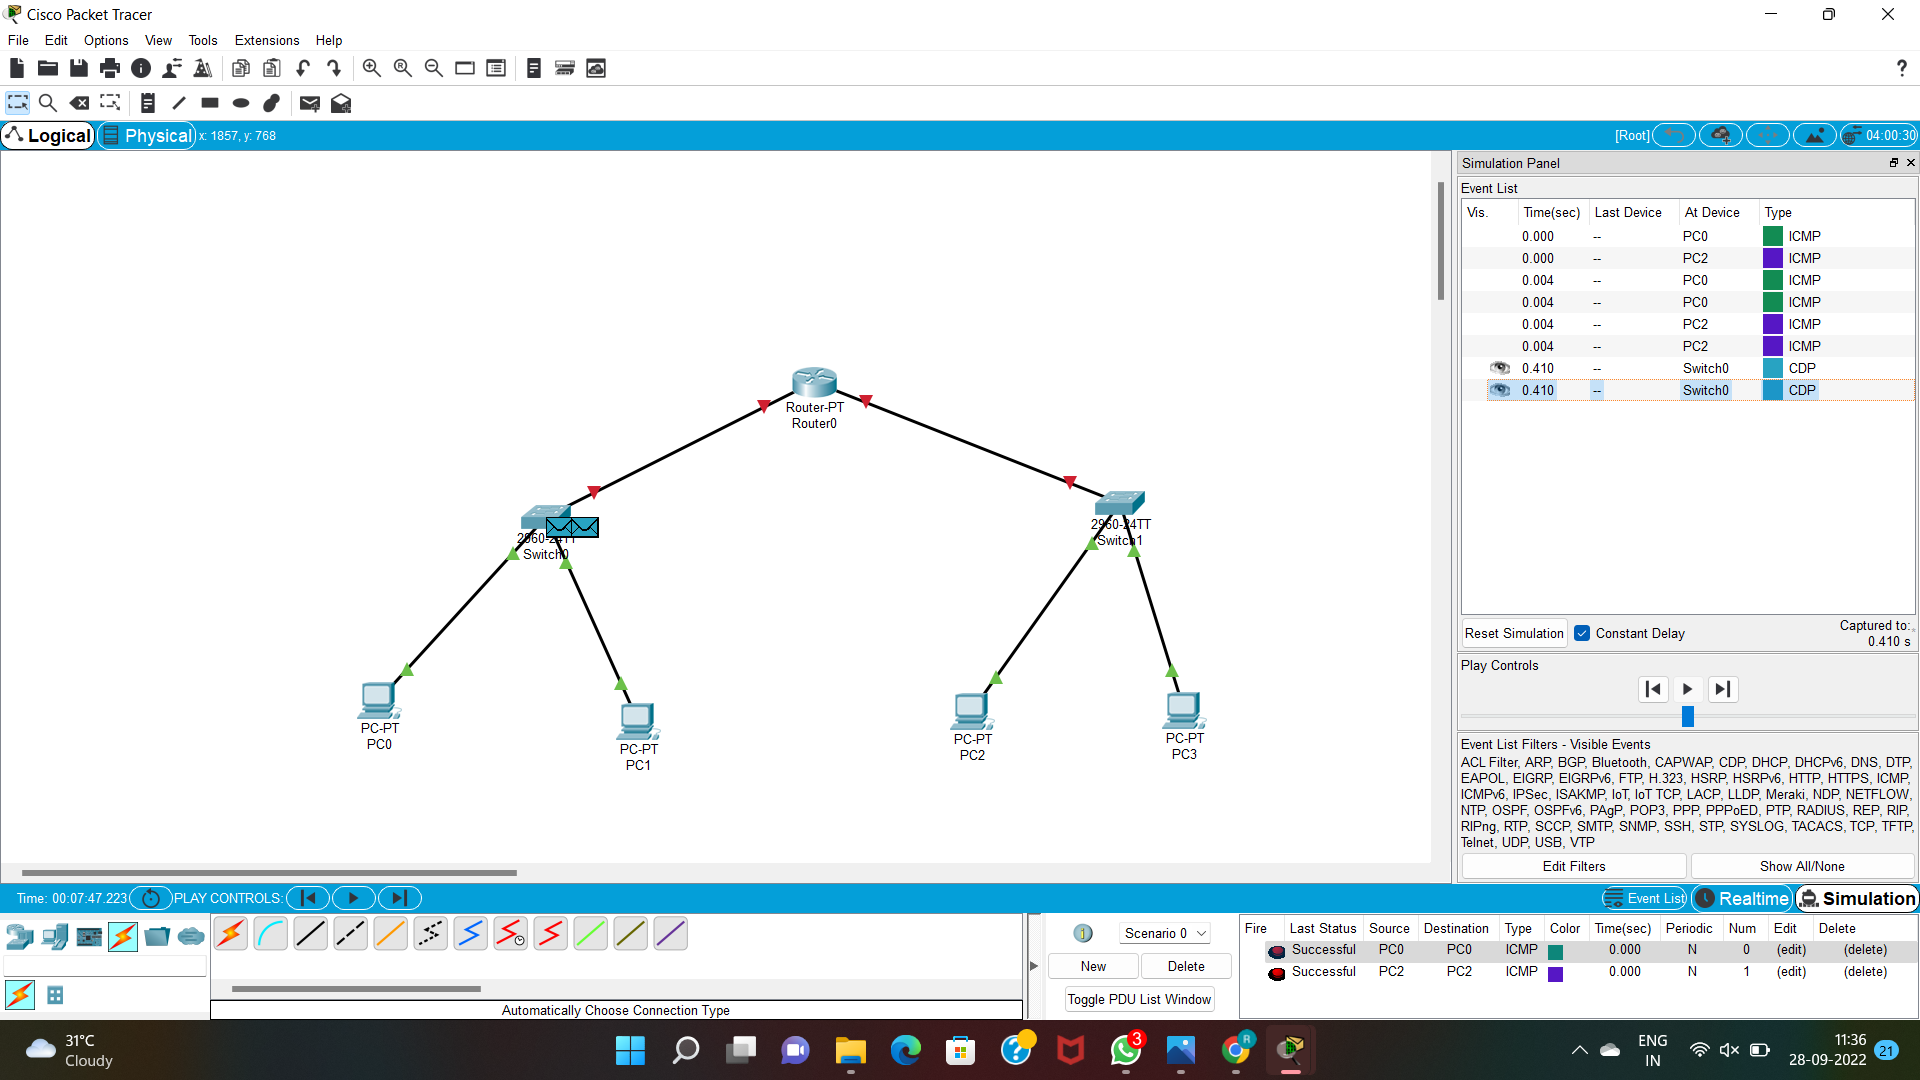 Cisco Packet Tracer
File Edit Options View Tools Extensions Help
?
Logical Physical x: 1857, y: 768 [Root] 04:00:30
Simulation Panel
Event List
Vis. Time(sec) Last Device At Device Type
0.000 -- PC0 ICMP
0.000 -- PC2 ICMP
0.004 -- PC0 ICMP
0.004 -- PC0 ICMP
0.004 -- PC2 ICMP
0.004 -- PC2 ICMP
0.410 -- Switch0 CDP
0.410 -- Switch0 CDP
Router-PT
Router0
2960-24TT
Switch0
2960-24TT
Switch1
PC-PT
PC0
PC-PT
PC1
PC-PT
PC2
PC-PT
PC3
Reset Simulation Constant Delay Captured to:
0.410 s
Play Controls
Event List Filters - Visible Events
ACL Filter, ARP, BGP, Bluetooth, CAPWAP, CDP, DHCP, DHCPv6, DNS, DTP,
EAPOL, EIGRP, EIGRPv6, FTP, H.323, HSRP, HSRPv6, HTTP, HTTPS, ICMP,
ICMPv6, IPSec, ISAKMP, IoT, IoT TCP, LACP, LLDP, Meraki, NDP, NETFLOW,
NTP, OSPF, OSPFv6, PAgP, POP3, PPP, PPPoED, PTP, RADIUS, REP, RIP,
RIPng, RTP, SCCP, SMTP, SNMP, SSH, STP, SYSLOG, TACACS, TCP, TFTP,
Telnet, UDP, USB, VTP
Edit Filters Show All/None
Time: 00:07:47.223 PLAY CONTROLS: Event List Realtime Simulation
Automatically Choose Connection Type
Scenario 0
New Delete
Toggle PDU List Window
Fire Last Status Source Destination Type Color Time(sec) Periodic Num Edit Delete
Successful PC0 PC0 ICMP 0.000 N 0 (edit) (delete)
Successful PC2 PC2 ICMP 0.000 N 1 (edit) (delete)
31°C
Cloudy
3
R
ENG
IN
11:36
28-09-2022
21